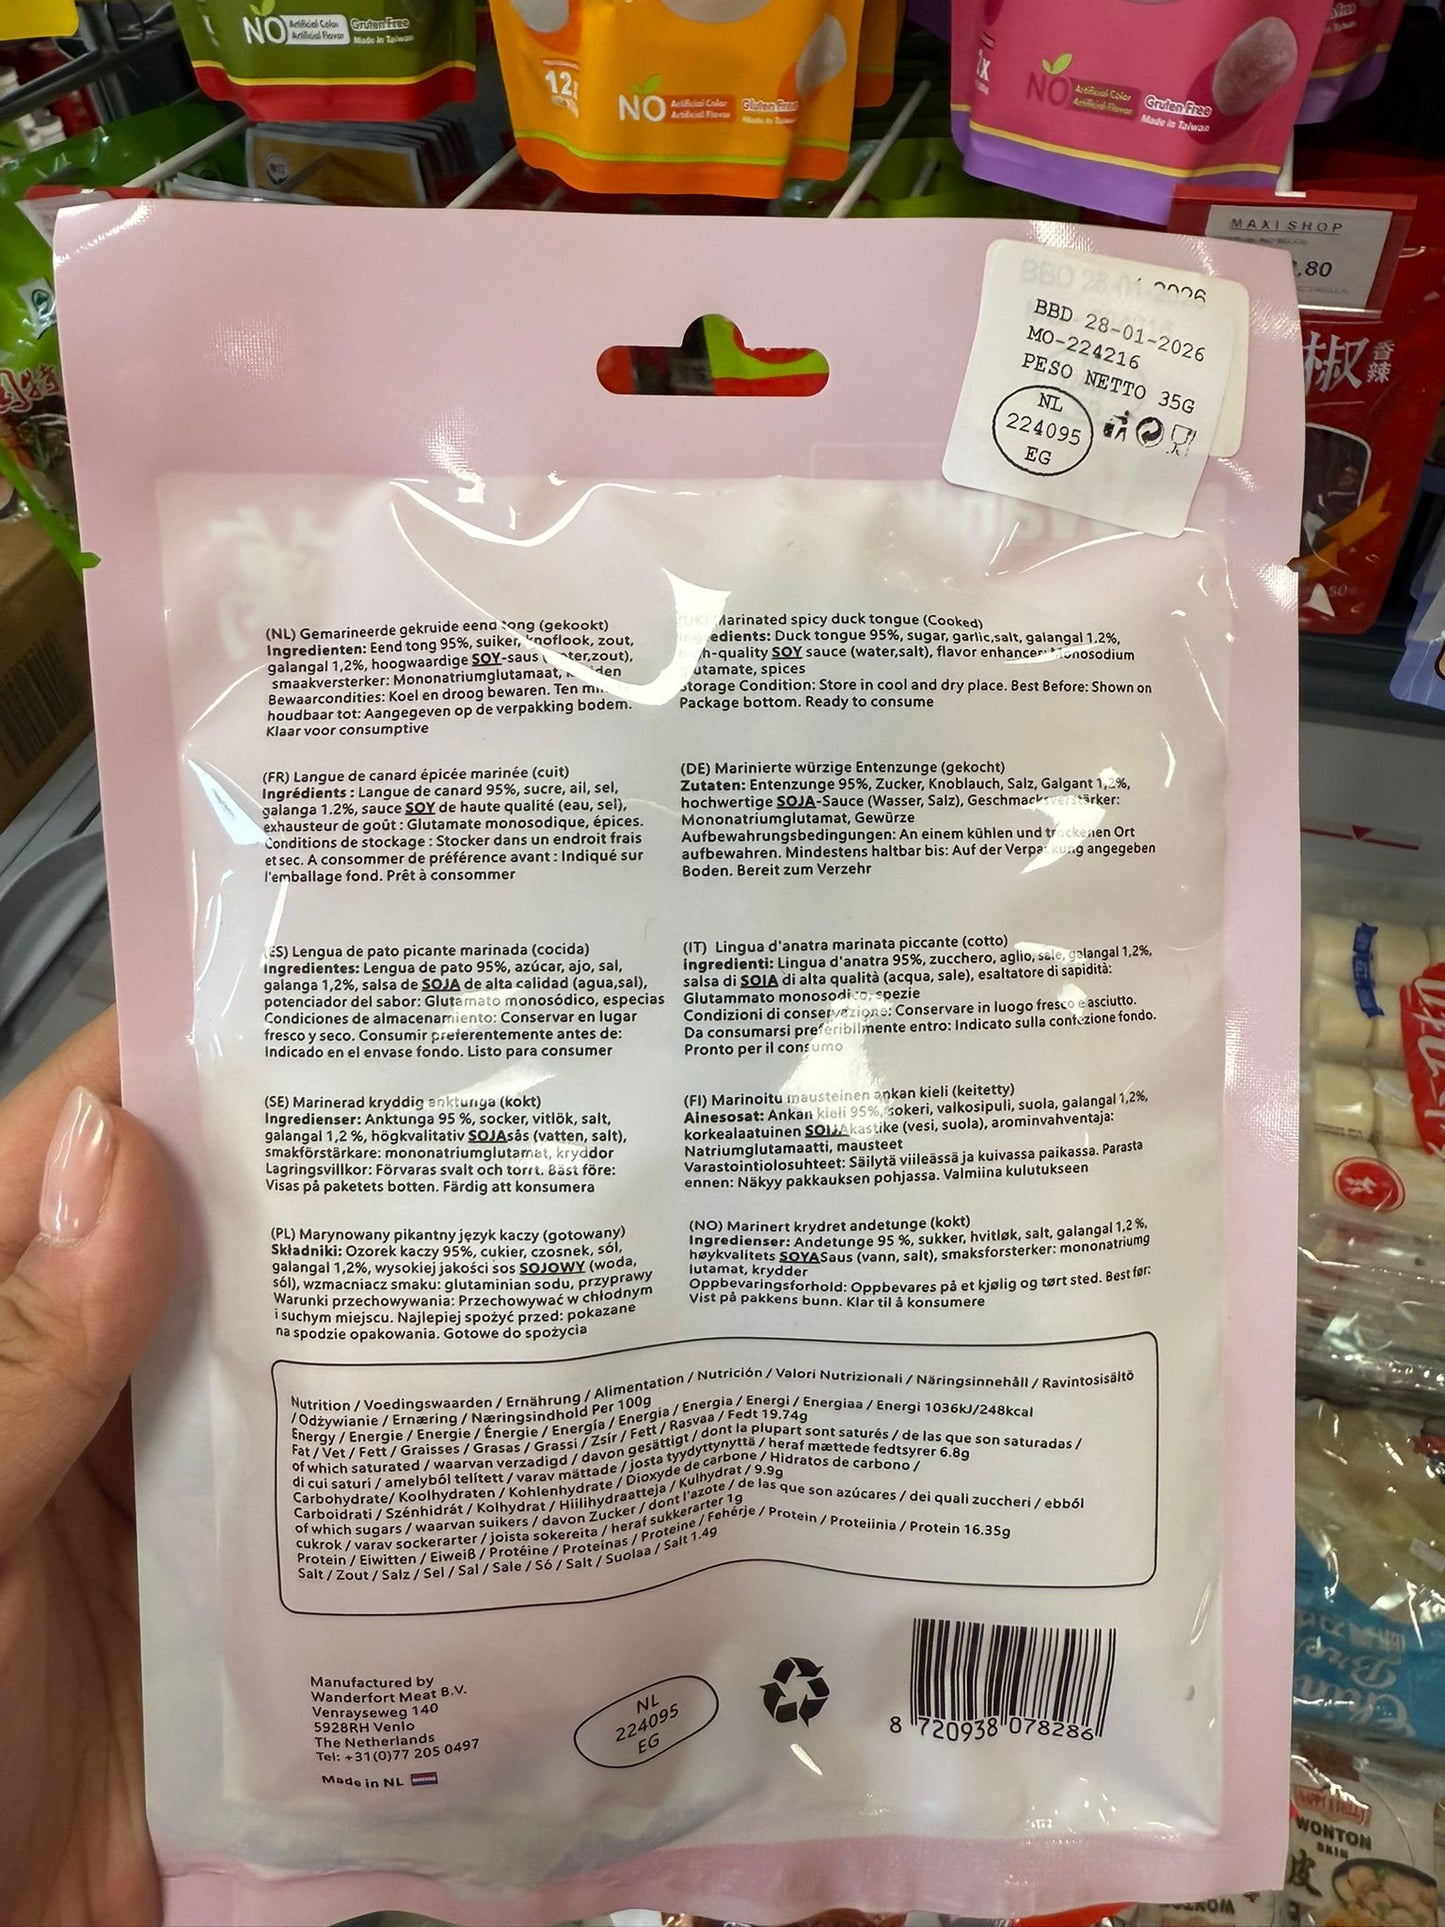 NO Artificial Color Artificial Flavor Gluten Free Made in Taiwan
NO Artificial Color Artificial Flavor Gluten Free Made in Taiwan
NO Artificial Color Artificial Flavor Gluten Free Made in Taiwan
MAXI SHOP
.80
BBD 28-01-2026
MO-224216
PESO NETTO 35G
NL
224095
EG
椒 香辣
(NL) Gemarineerde gekruide eend tong (gekookt)
Ingredienten: Eend tong 95%, suiker, knoflook, zout,
galangal 1,2%, hoogwaardige SOY-saus (water,zout),
smaakversterker: Mononatriumglutamaat, kruiden
Bewaarcondities: Koel en droog bewaren. Ten min
houdbaar tot: Aangegeven op de verpakking bodem.
Klaar voor consumptive
(UK) Marinated spicy duck tongue (Cooked)
Ingredients: Duck tongue 95%, sugar, garlic,salt, galangal 1.2%,
high-quality SOY sauce (water,salt), flavor enhancer: Monosodium
glutamate, spices
Storage Condition: Store in cool and dry place. Best Before: Shown on
Package bottom. Ready to consume
(FR) Langue de canard épicée marinée (cuit)
Ingrédients : Langue de canard 95%, sucre, ail, sel,
galanga 1.2%, sauce SOY de haute qualité (eau, sel),
exhausteur de goût : Glutamate monosodique, épices.
Conditions de stockage : Stocker dans un endroit frais
et sec. A consommer de préférence avant : Indiqué sur
l'emballage fond. Prêt à consommer
(DE) Marinierte würzige Entenzunge (gekocht)
Zutaten: Entenzunge 95%, Zucker, Knoblauch, Salz, Galgant 1,2%,
hochwertige SOJA-Sauce (Wasser, Salz), Geschmacksverstärker:
Mononatriumglutamat, Gewürze
Aufbewahrungsbedingungen: An einem kühlen und trockenen Ort
aufbewahren. Mindestens haltbar bis: Auf der Verpackung angegeben
Boden. Bereit zum Verzehr
(ES) Lengua de pato picante marinada (cocida)
Ingredientes: Lengua de pato 95%, azúcar, ajo, sal,
galanga 1,2%, salsa de SOJA de alta calidad (agua,sal),
potenciador del sabor: Glutamato monosódico, especias
Condiciones de almacenamiento: Conservar en lugar
fresco y seco. Consumir preferentemente antes de:
Indicado en el envase fondo. Listo para consumer
(IT) Lingua d'anatra marinata piccante (cotto)
ingredienti: Lingua d'anatra 95%, zucchero, aglio, sale, galangal 1,2%,
salsa di SOIA di alta qualità (acqua, sale), esaltatore di sapidità:
Glutammato monosodico, spezie
Condizioni di conservazione: Conservare in luogo fresco e asciutto.
Da consumarsi preferibilmente entro: Indicato sulla confezione fondo.
Pronto per il consumo
(SE) Marinerad kryddig anktunga (kokt)
Ingredienser: Anktunga 95 %, socker, vitlök, salt,
galangal 1,2 %, högkvalitativ SOJAsås (vatten, salt),
smakförstärkare: mononatriumglutamat, kryddor
Lagringsvillkor: Förvaras svalt och torrt. Bäst före:
Visas på paketets botten. Färdig att konsumera
(FI) Marinoitu mausteinen ankan kieli (keitetty)
Ainesosat: Ankan kieli 95%, sokeri, valkosipuli, suola, galangal 1,2%,
korkealaatuinen SOIJAkastike (vesi, suola), arominvahventaja:
Natriumglutamaatti, mausteet
Varastointiolosuhteet: Säilytä viileässä ja kuivassa paikassa. Parasta
ennen: Näkyy pakkauksen pohjassa. Valmiina kulutukseen
(PL) Marynowany pikantny język kaczy (gotowany)
Składniki: Ozorek kaczy 95%, cukier, czosnek, sól,
galangal 1,2%, wysokiej jakości sos SOJOWY (woda,
sól), wzmacniacz smaku: glutaminian sodu, przyprawy
Warunki przechowywania: Przechowywać w chłodnym
i suchym miejscu. Najlepiej spożyć przed: pokazane
na spodzie opakowania. Gotowe do spożycia
(NO) Marinert krydret andetunge (kokt)
Ingredienser: Andetunge 95 %, sukker, hvitløk, salt, galangal 1,2 %,
høykvalitets SOYASaus (vann, salt), smaksforsterker: mononatriumg
lutamat, krydder
Oppbevaringsforhold: Oppbevares på et kjølig og tørt sted. Best før:
Vist på pakkens bunn. Klar til å konsumere
Nutrition / Voedingswaarden / Ernährung / Alimentation / Nutrición / Valori Nutrizionali / Näringsinnehåll / Ravintosisältö
/ Odżywianie / Ernæring / Næringsindhold Per 100g
Energy / Energie / Energie / Énergie / Energía / Energia / Energia / Energi / Energiaa / Energi 1036kJ/248kcal
Fat / Vet / Fett / Graisses / Grasas / Grassi / Zsír / Fett / Rasvaa / Fedt 19.74g
of which saturated / waarvan verzadigd / davon gesättigt / dont la plupart sont saturés / de las que son saturadas /
di cui saturi / amelyből telített / varav mättade / josta tyydyttynyttä / heraf mættede fedtsyrer 6.8g
Carbohydrate/ Koolhydraten / Kohlenhydrate / Dioxyde de carbone / Hidratos de carbono /
Carboidrati / Szénhidrát / Kolhydrat / Hiilihydraatteja / Kulhydrat / 9.9g
of which sugars / waarvan suikers / davon Zucker / dont l'azote / de las que son azúcares / dei quali zuccheri / ebből
cukrok / varav sockerarter / joista sokereita / heraf sukkerarter 1g
Protein / Eiwitten / Eiweiß / Protéine / Proteínas / Proteine / Fehérje / Protein / Proteiinia / Protein 16.35g
Salt / Zout / Salz / Sel / Sal / Sale / Só / Salt / Suolaa / Salt 1.4g
Manufactured by
Wanderfort Meat B.V.
Venrayseweg 140
5928RH Venlo
The Netherlands
Tel: +31(0)77 205 0497
Made in NL
NL
224095
EG
8 720938 078286
WONTON
SKIN
皮